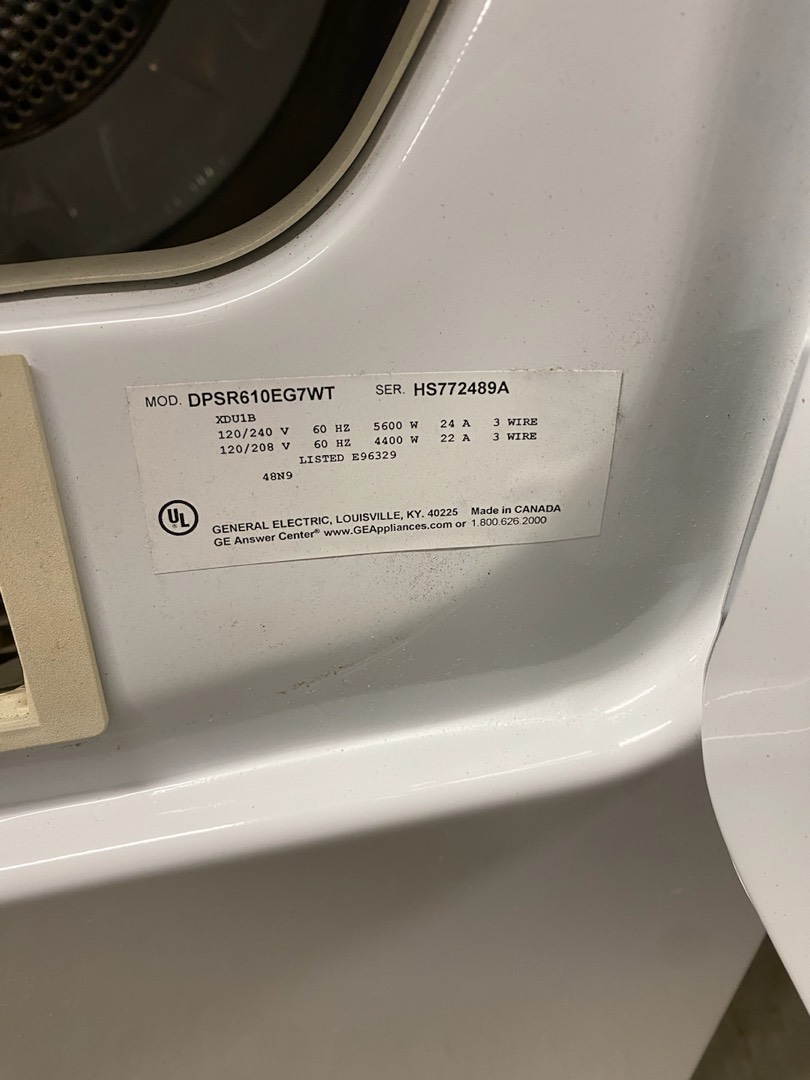 MOD. DPSR610EG7WT SER. HS772489A
XDU1B
120/240 V 60 HZ 5600 W 24 A 3 WIRE
120/208 V 60 HZ 4400 W 22 A 3 WIRE
LISTED E96329
48N9
UL
GENERAL ELECTRIC, LOUISVILLE, KY. 40225 Made in CANADA
GE Answer Center® www.GEAppliances.com or 1.800.626.2000